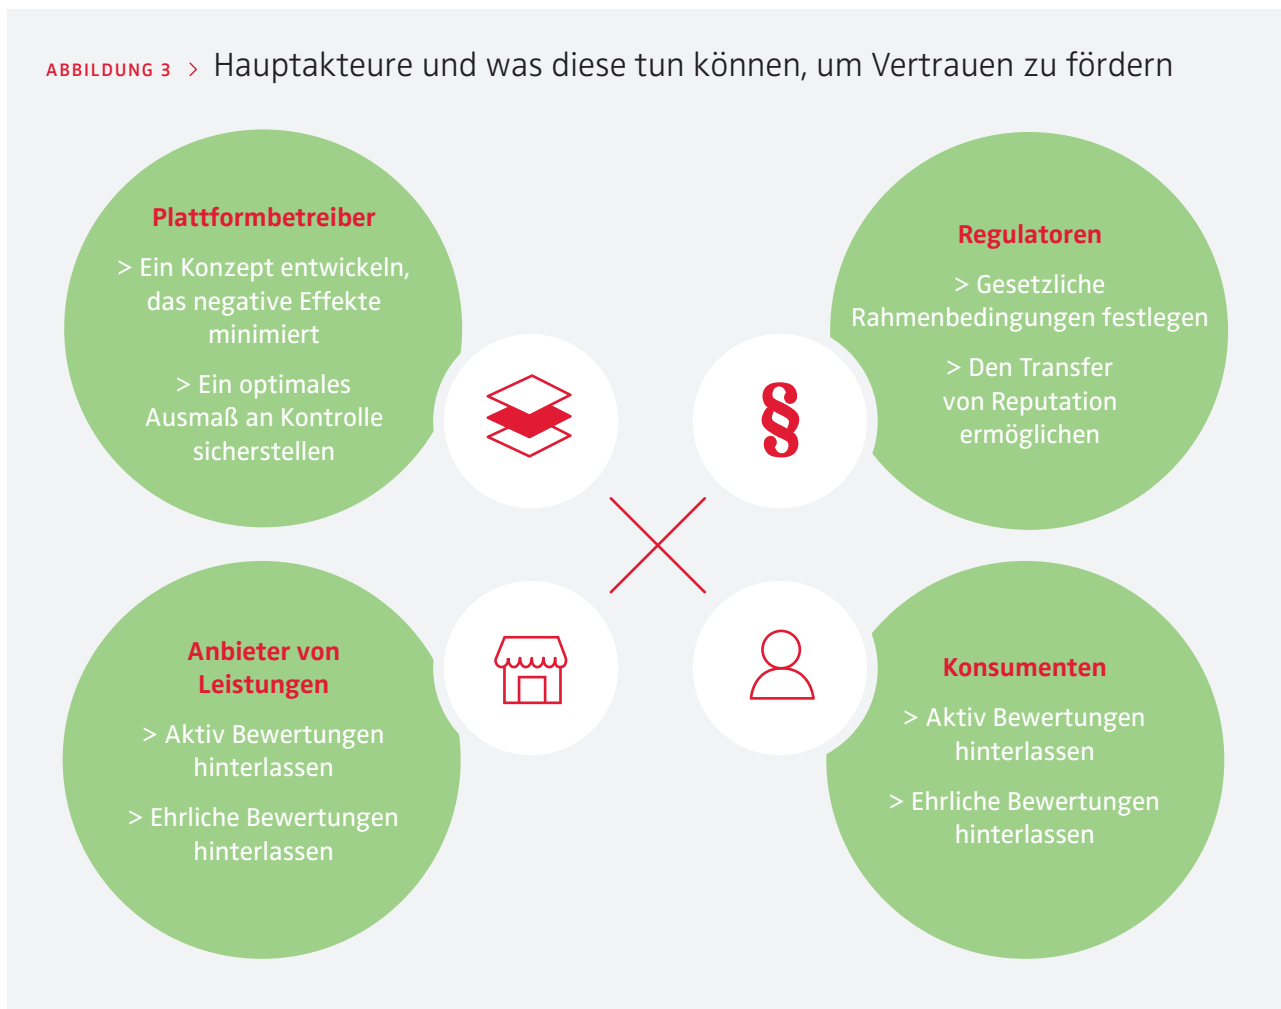 ABBILDUNG 3 > Hauptakteure und was diese tun können, um Vertrauen zu fördern
Plattformbetreiber
> Ein Konzept entwickeln,
das negative Effekte
minimiert
> Ein optimales
Ausmaß an Kontrolle
sicherstellen
Regulatoren
> Gesetzliche
Rahmenbedingungen festlegen
> Den Transfer
von Reputation
ermöglichen
§
Anbieter von
Leistungen
> Aktiv Bewertungen
hinterlassen
> Ehrliche Bewertungen
hinterlassen
Konsumenten
> Aktiv Bewertungen
hinterlassen
> Ehrliche Bewertungen
hinterlassen